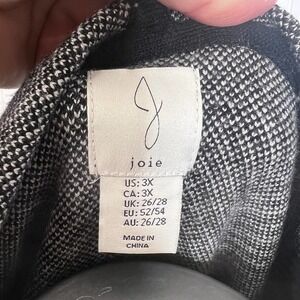 joie
US: 3X
CA: 3X
UK: 26/28
EU: 52/54
AU: 26/28
MADE IN
CHINA